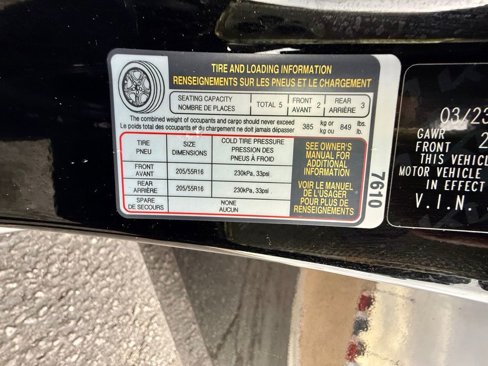 TIRE AND LOADING INFORMATION
RENSEIGNEMENTS SUR LES PNEUS ET LE CHARGEMENT
SEATING CAPACITY
NOMBRE DE PLACES
TOTAL 5
FRONT
AVANT 2
REAR
ARRIÈRE 3
The combined weight of occupants and cargo should never exceed
Le poids total des occupants et du chargement ne doit jamais dépasser
385 kg or kg ou 849 lbs. lb.
TIRE
PNEU
SIZE
DIMENSIONS
COLD TIRE PRESSURE
PRESSION DES
PNEUS À FROID
FRONT
AVANT
205/55R16
230kPa, 33psi
REAR
ARRIÈRE
205/55R16
230kPa, 33psi
SPARE
DE SECOURS
NONE
AUCUN
SEE OWNER'S
MANUAL FOR
ADDITIONAL
INFORMATION
VOIR LE MANUEL
DE L'USAGER
POUR PLUS DE
RENSEIGNEMENTS
7610
03/23
GAWR
FRONT 2
THIS VEHICL
MOTOR VEHICLE
IN EFFECT
V.I.N.